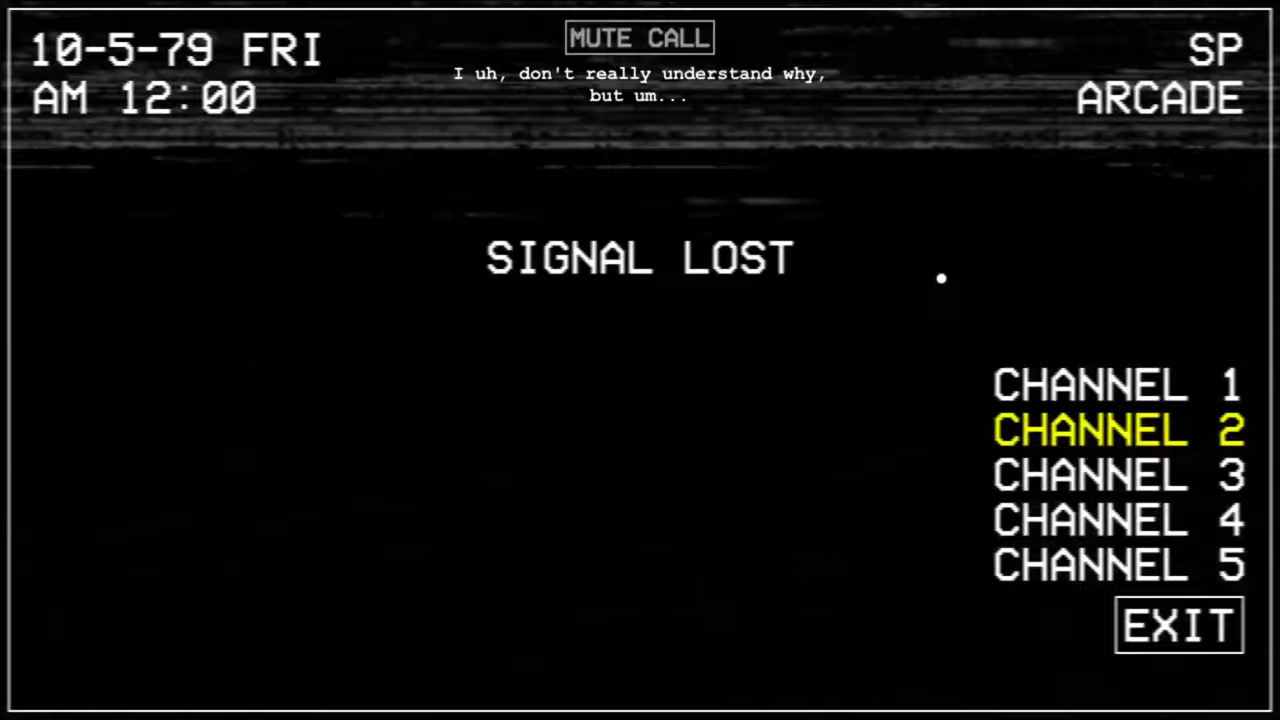 10-5-79 FRI
AM 12:00
MUTE CALL
I uh, don't really understand why,
but um...
SP
ARCADE
SIGNAL LOST
CHANNEL 1
CHANNEL 2
CHANNEL 3
CHANNEL 4
CHANNEL 5
EXIT